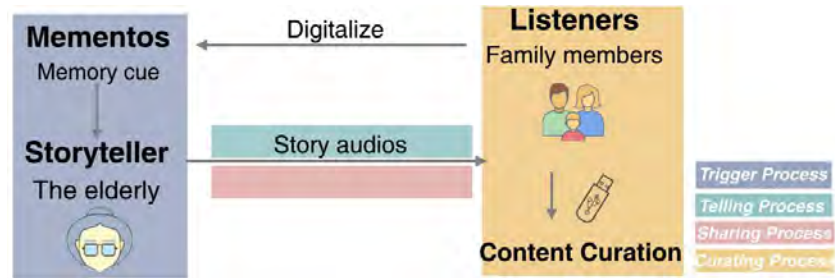 Mementos
Memory cue
Storyteller
The elderly
Digitalize
Story audios
Listeners
Family members
Content Curation
Trigger Process
Telling Process
Sharing Process
Curating Proces